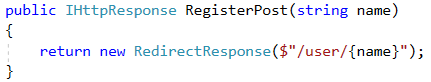 public IHttpResponse RegisterPost(string name)
{
    return new RedirectResponse($"/user/{name}");
}